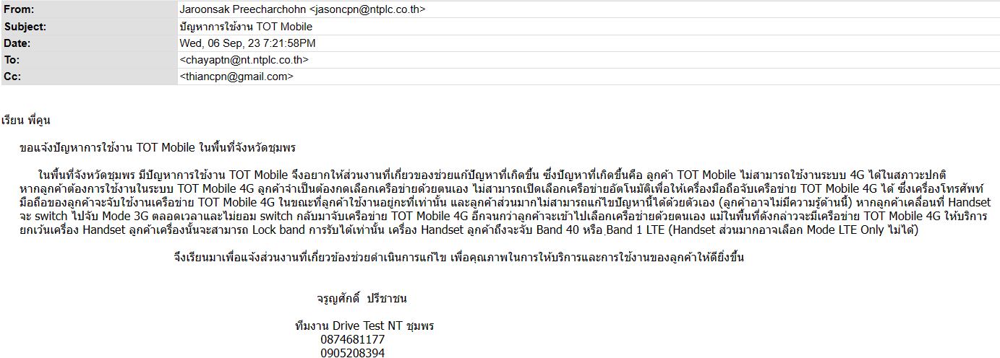 From: Jaroonsak Preecharchohn <jasoncpn@ntplc.co.th>
Subject: ปัญหาการใช้งาน TOT Mobile
Date: Wed, 06 Sep, 23 7:21:58PM
To: <chayaptn@nt.ntplc.co.th>
Cc: <thiancpn@gmail.com>
เรียน พี่คูน
ขอแจ้งปัญหาการใช้งาน TOT Mobile ในพื้นที่จังหวัดชุมพร
ในพื้นที่จังหวัดชุมพร มีปัญหาการใช้งาน TOT Mobile จึงอยากให้ส่วนงานที่เกี่ยวของช่วยแก้ปัญหาที่เกิดขึ้น ซึ่งปัญหาที่เกิดขึ้นคือ ลูกค้า TOT Mobile ไม่สามารถใช้งานระบบ 4G ได้ในสภาวะปกติ
หากลูกค้าต้องการใช้งานในระบบ TOT Mobile 4G ลูกค้าจำเป็นต้องกดเลือกเครือข่ายด้วยตนเอง ไม่สามารถเปิดเลือกเครือข่ายอัตโนมัติเพื่อให้เครื่องมือถือจับเครือข่าย TOT Mobile 4G ได้ ซึ่งเครื่องโทรศัพท์
มือถือของลูกค้าจะจับใช้งานเครือข่าย TOT Mobile 4G ในขณะที่ลูกค้าใช้งานอยู่กะที่เท่านั้น และลูกค้าส่วนมากไม่สามารถแก้ไขปัญหานี้ได้ด้วยตัวเอง (ลูกค้าอาจไม่มีความรู้ด้านนี้) หากลูกค้าเคลื่อนที่ Handset
จะ switch ไปจับ Mode 3G ตลอดเวลาและไม่ยอม switch กลับมาจับเครือข่าย TOT Mobile 4G อีกจนกว่าลูกค้าจะเข้าไปเลือกเครือข่ายด้วยตนเอง แม้ในพื้นที่ดังกล่าวจะมีเครือข่าย TOT Mobile 4G ให้บริการ
ยกเว้นเครื่อง Handset ลูกค้าเครื่องนั้นจะสามารถ Lock band การรับได้เท่านั้น เครื่อง Handset ลูกค้าถึงจะจับ Band 40 หรือ ฺBand 1 LTE (Handset ส่วนมากอาจเลือก Mode LTE Only ไม่ได้)
จึงเรียนมาเพื่อแจ้งส่วนงานที่เกี่ยวข้องช่วยดำเนินการแก้ไข เพื่อคุณภาพในการให้บริการและการใช้งานของลูกค้าให้ดียิ่งขึ้น
จรูญศักดิ์ ปรีชาชน
ทีมงาน Drive Test NT ชุมพร
0874681177
0905208394